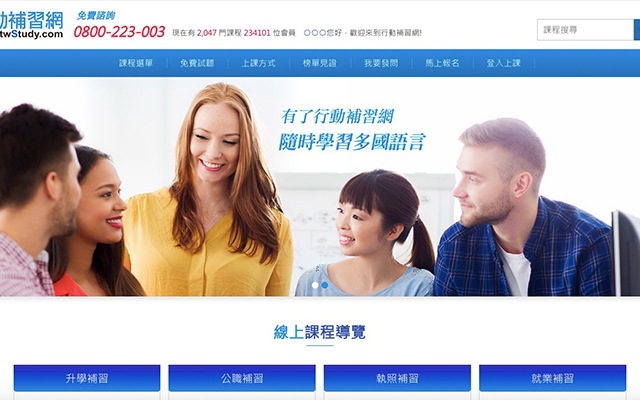 動補習網
twStudy.com
免費諮詢
0800-223-003
現在有 2,047 門課程 234101 位會員 〇〇〇您好,歡迎來到行動補習網!
課程搜尋
課程選單 | 免費試聽 | 上課方式 | 榜單見證 | 我要發問 | 馬上報名 | 登入上課
有了行動補習網
隨時學習多國語言
線上課程導覽
升學補習
公職補習
執照補習
就業補習